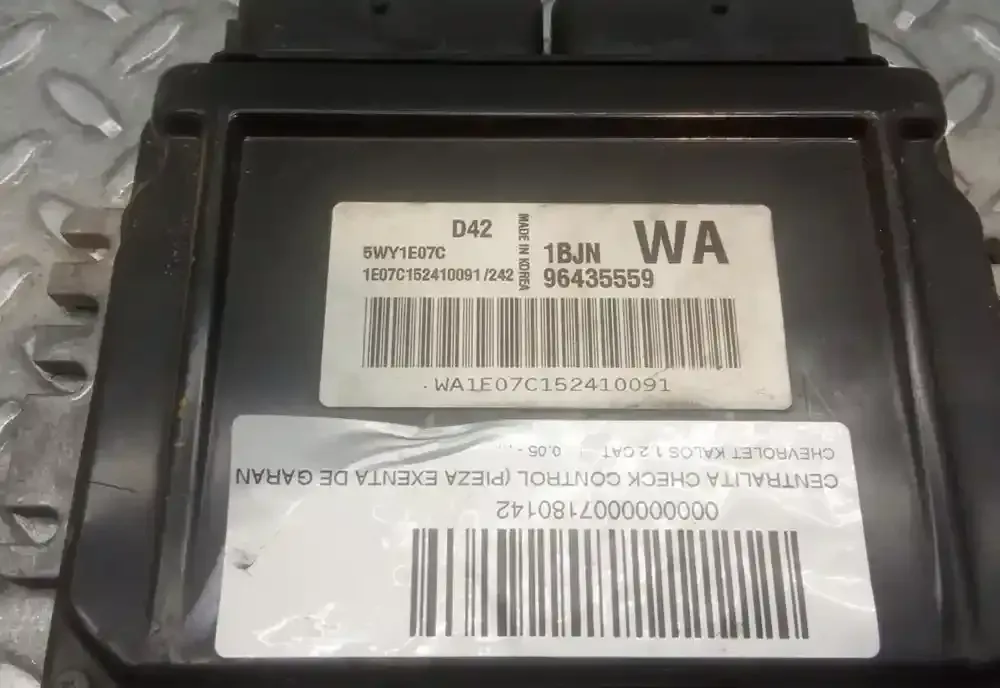 D42
5WY1E07C
1E07C152410091/242
MADE IN KOREA
1BJN
WA
96435559
WA1E07C152410091
CHEVROLET KALOS 1 2 CAT 0.05 - ...
CENTRALITA CHECK CONTROL (PIEZA EXENTA DE GARAN
0000000007180142